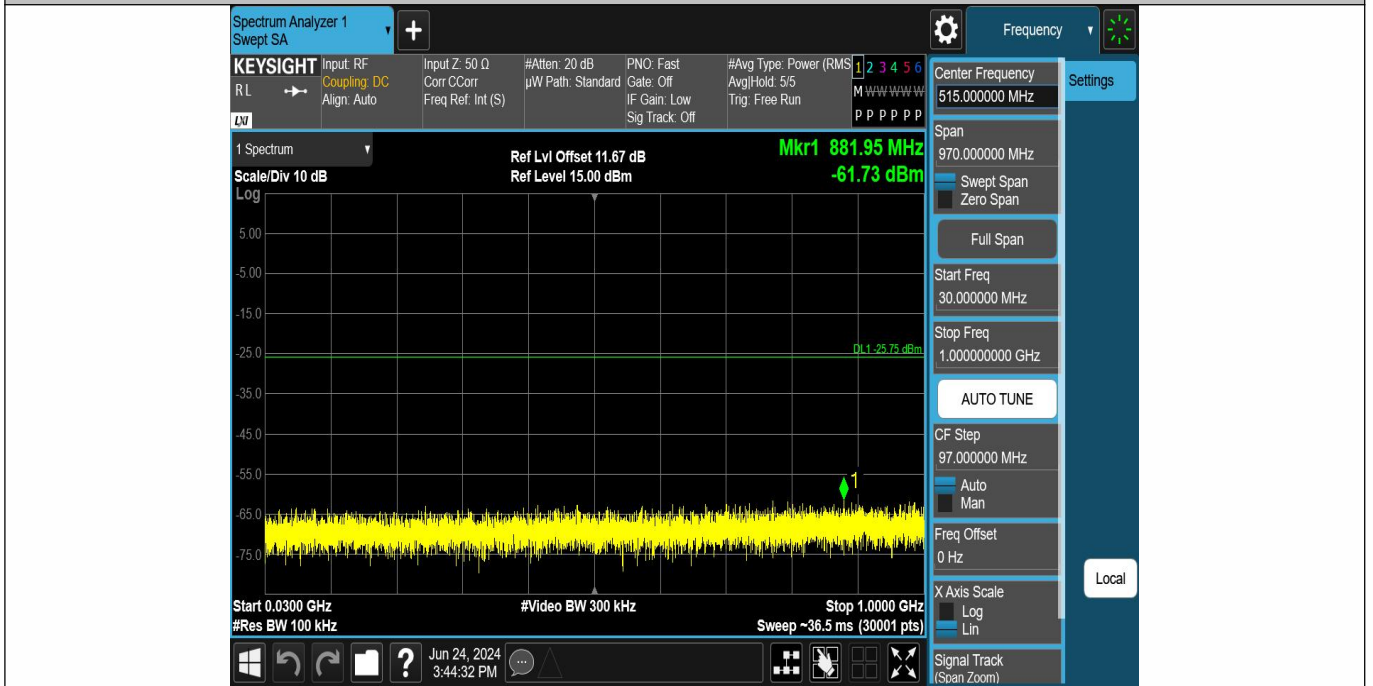 Spectrum Analyzer 1
Swept SA
+
Frequency
KEYSIGHT
RL
LXI
Input: RF
Coupling: DC
Align: Auto
Input Z: 50 Ω
Corr CCorr
Freq Ref: Int (S)
#Atten: 20 dB
µW Path: Standard
PNO: Fast
Gate: Off
IF Gain: Low
Sig Track: Off
#Avg Type: Power (RMS
Avg|Hold: 5/5
Trig: Free Run
1 2 3 4 5 6
M W W W W W
P P P P P P
1 Spectrum
Scale/Div 10 dB
Log
Ref Lvl Offset 11.67 dB
Ref Level 15.00 dBm
Mkr1 881.95 MHz
-61.73 dBm
5.00
-5.00
-15.0
-25.0
DL1 -25.75 dBm
-35.0
-45.0
-55.0
1
-65.0
-75.0
Start 0.0300 GHz
#Video BW 300 kHz
Stop 1.0000 GHz
#Res BW 100 kHz
Sweep ~36.5 ms (30001 pts)
Center Frequency
515.000000 MHz
Settings
Span
970.000000 MHz
Swept Span
Zero Span
Full Span
Start Freq
30.000000 MHz
Stop Freq
1.000000000 GHz
AUTO TUNE
CF Step
97.000000 MHz
Auto
Man
Freq Offset
0 Hz
X Axis Scale
Log
Lin
Signal Track
(Span Zoom)
Local
?
Jun 24, 2024
3:44:32 PM